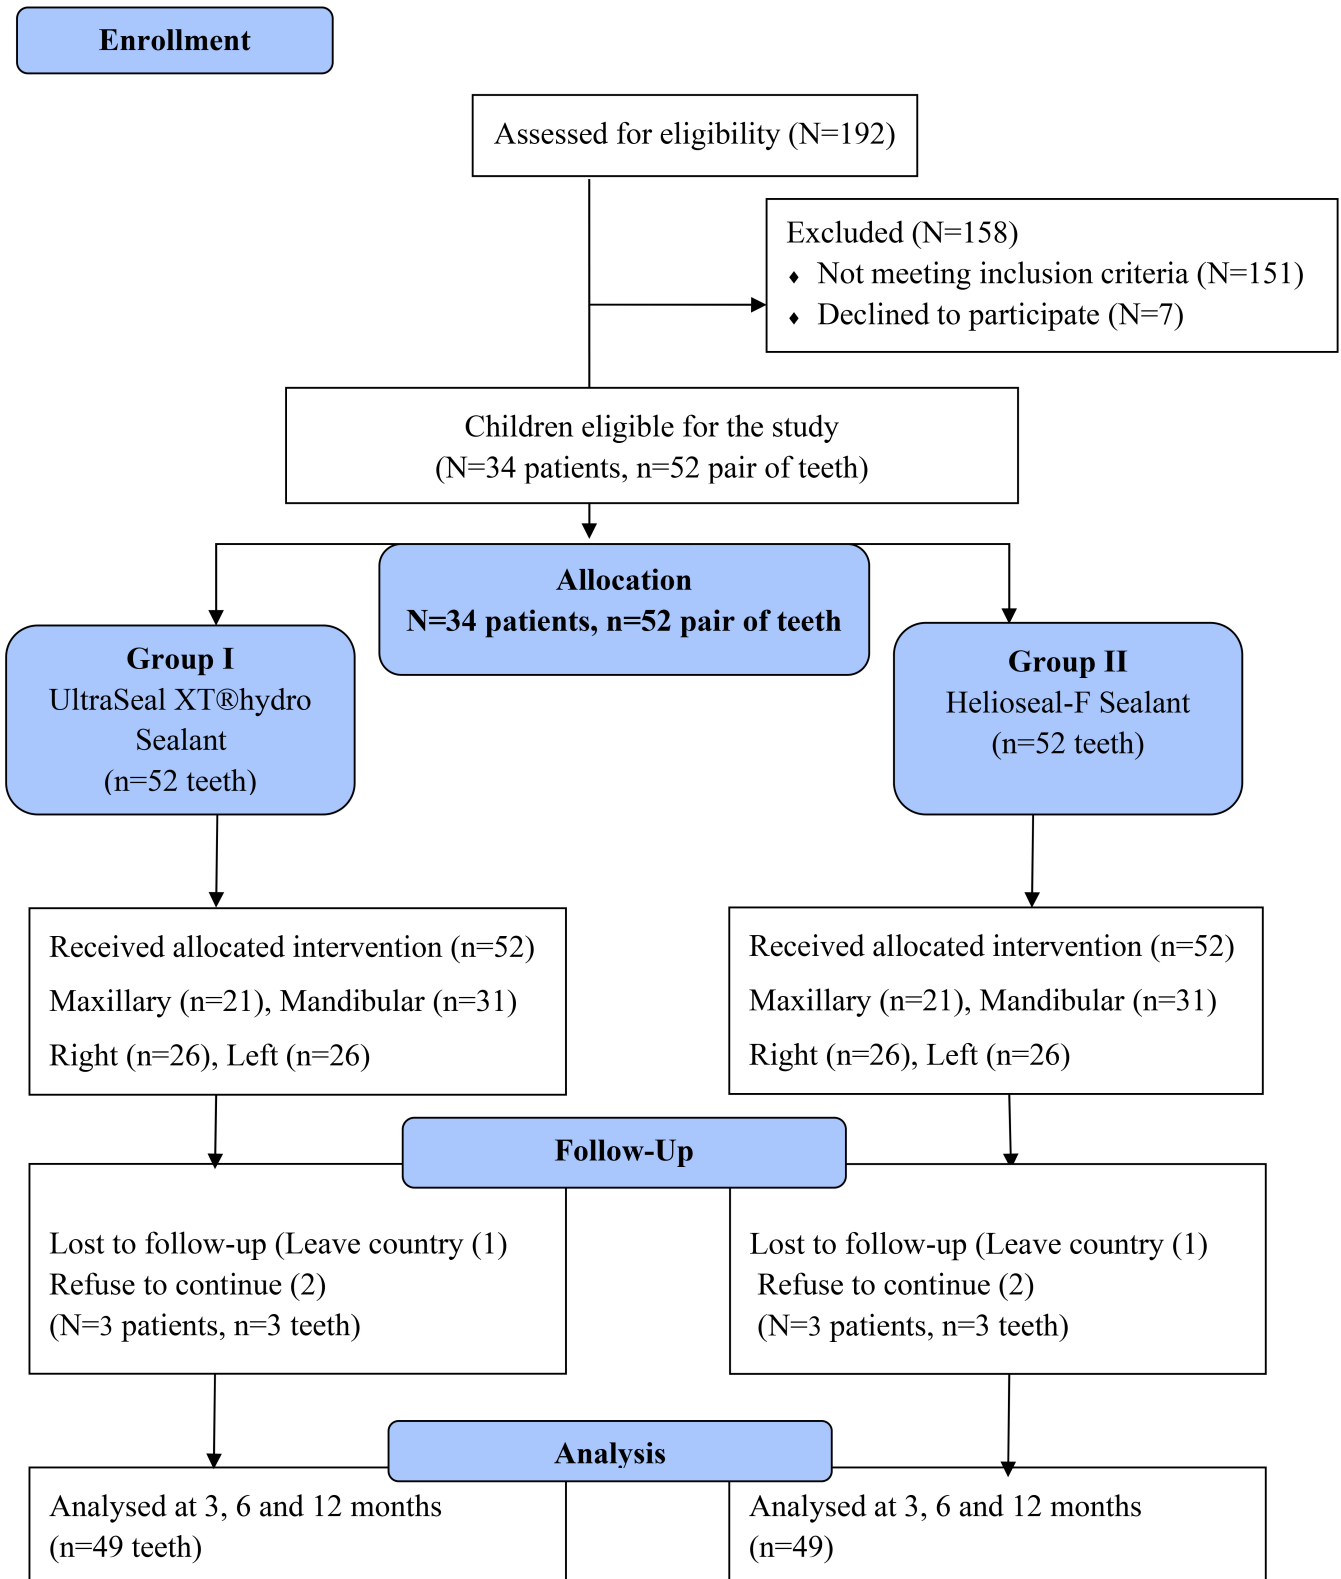 Enrollment
Assessed for eligibility (N=192)
Excluded (N=158)
♦ Not meeting inclusion criteria (N=151)
♦ Declined to participate (N=7)
Children eligible for the study
(N=34 patients, n=52 pair of teeth)
Allocation
N=34 patients, n=52 pair of teeth
Group I
UltraSeal XT®hydro
Sealant
(n=52 teeth)
Group II
Helioseal-F Sealant
(n=52 teeth)
Received allocated intervention (n=52)
Maxillary (n=21), Mandibular (n=31)
Right (n=26), Left (n=26)
Received allocated intervention (n=52)
Maxillary (n=21), Mandibular (n=31)
Right (n=26), Left (n=26)
Follow-Up
Lost to follow-up (Leave country (1)
Refuse to continue (2)
(N=3 patients, n=3 teeth)
Lost to follow-up (Leave country (1)
Refuse to continue (2)
(N=3 patients, n=3 teeth)
Analysis
Analysed at 3, 6 and 12 months
(n=49 teeth)
Analysed at 3, 6 and 12 months
(n=49)